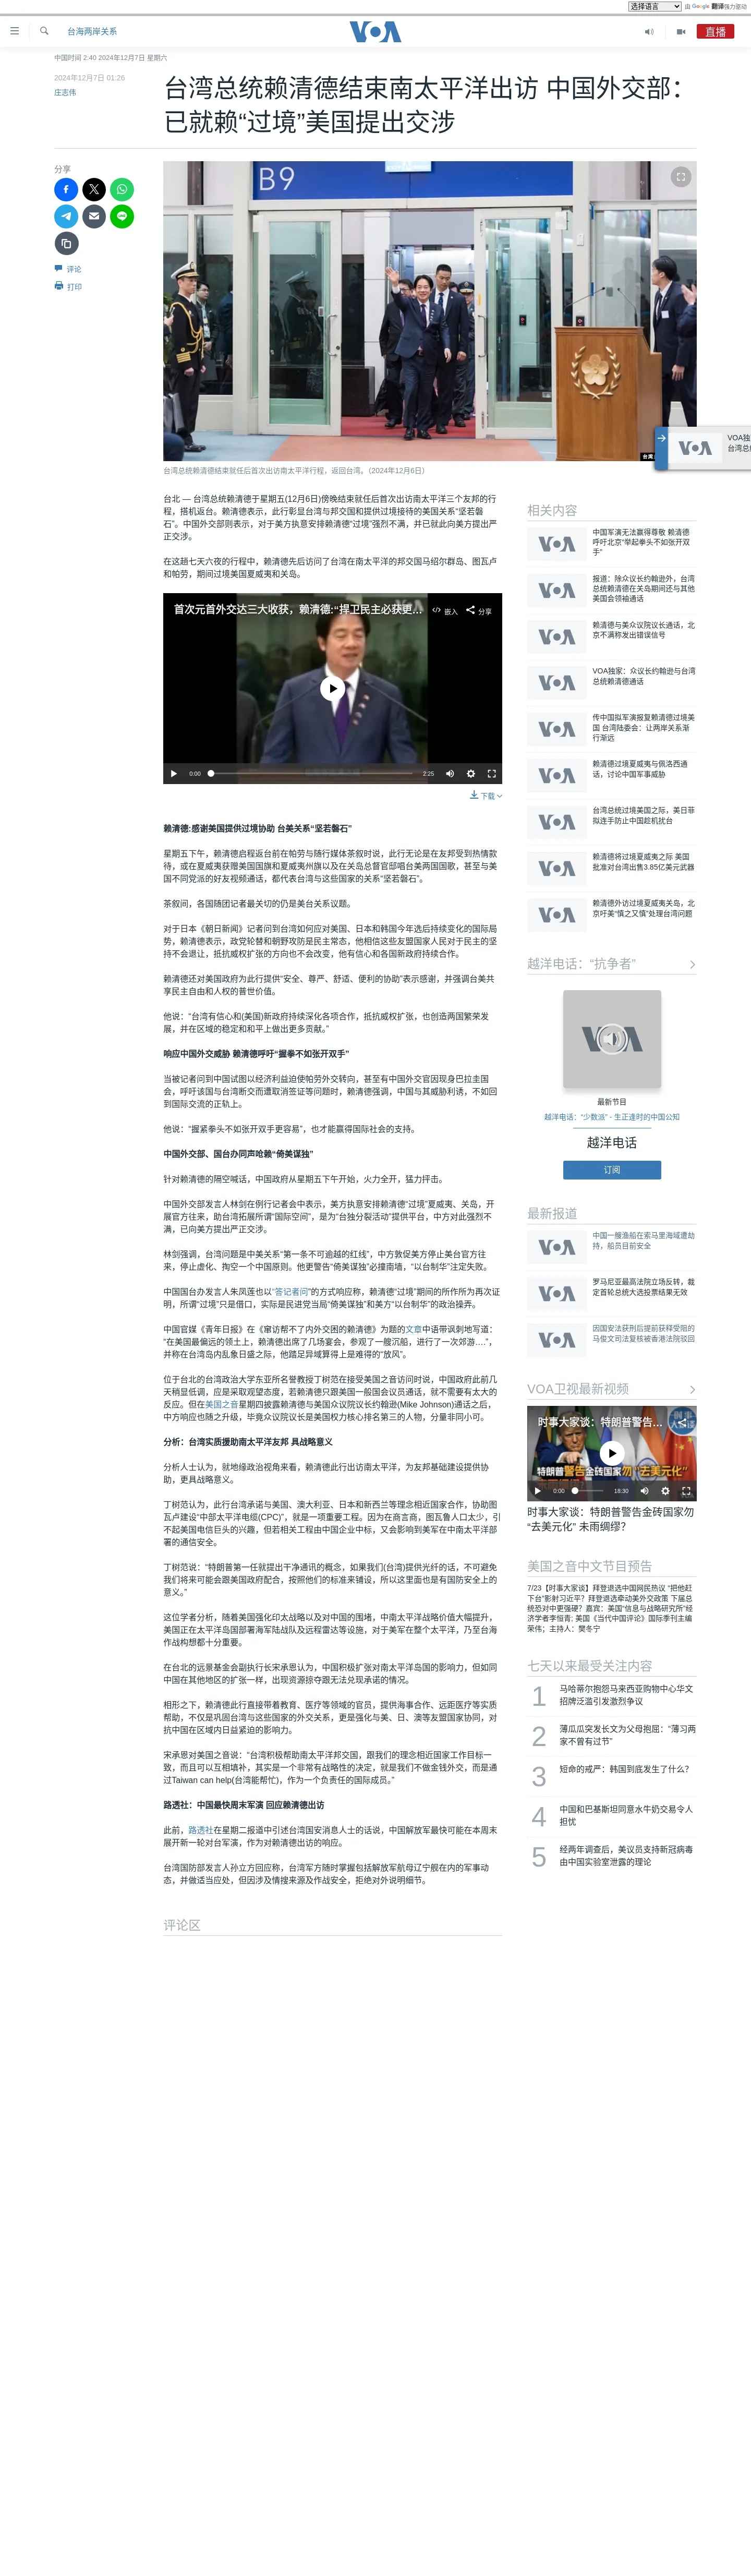 选择语言 由 Google 翻译强力驱动
台海两岸关系
VOA
直播
中国时间 2:40 2024年12月7日 星期六
2024年12月7日 01:26
庄志伟
台湾总统赖清德结束南太平洋出访 中国外交部：
已就赖“过境”美国提出交涉
分享
评论
打印
B9
台湾总统赖清德结束就任后首次出访南太平洋行程，返回台湾。（2024年12月6日）
台北 — 台湾总统赖清德于星期五(12月6日)傍晚结束就任后首次出访南太平洋三个友邦的行
程，搭机返台。赖清德表示，此行彰显台湾与邦交国和提供过境接待的美国关系“坚若磐
石”。中国外交部则表示，对于美方执意安排赖清德“过境”强烈不满，并已就此向美方提出严
正交涉。
在这趟七天六夜的行程中，赖清德先后访问了台湾在南太平洋的邦交国马绍尔群岛、图瓦卢
和帕劳，期间过境美国夏威夷和关岛。
首次元首外交达三大收获，赖清德:“捍卫民主必获更...
嵌入 分享
0:00 2:25
下载
赖清德:感谢美国提供过境协助 台美关系“坚若磐石”
星期五下午，赖清德启程返台前在帕劳与随行媒体茶叙时说，此行无论是在友邦受到热情款
待，或在夏威夷获赠美国国旗和夏威夷州旗以及在关岛总督官邸唱台美两国国歌，甚至与美
国不同党派的好友视频通话，都代表台湾与这些国家的关系“坚若磐石”。
茶叙间，各国随团记者最关切的仍是美台关系议题。
对于日本《朝日新闻》记者问到台湾如何应对美国、日本和韩国今年选后持续变化的国际局
势，赖清德表示，政党轮替和朝野攻防是民主常态，他相信这些友盟国家人民对于民主的坚
持不会退让，抵抗威权扩张的方向也不会改变，他有信心和各国新政府持续合作。
赖清德还对美国政府为此行提供“安全、尊严、舒适、便利的协助”表示感谢，并强调台美共
享民主自由和人权的普世价值。
他说：“台湾有信心和(美国)新政府持续深化各项合作，抵抗威权扩张，也创造两国繁荣发
展，并在区域的稳定和和平上做出更多贡献。”
响应中国外交威胁 赖清德呼吁“握拳不如张开双手”
当被记者问到中国试图以经济利益迫使帕劳外交转向，甚至有中国外交官因现身巴拉圭国
会，呼吁该国与台湾断交而遭取消签证等问题时，赖清德强调，中国与其威胁利诱，不如回
到国际交流的正轨上。
他说：“握紧拳头不如张开双手更容易”，也才能赢得国际社会的支持。
中国外交部、国台办同声呛赖“倚美谋独”
针对赖清德的隔空喊话，中国政府从星期五下午开始，火力全开，猛力抨击。
中国外交部发言人林剑在例行记者会中表示，美方执意安排赖清德“过境”夏威夷、关岛，开
展官方往来，助台湾拓展所谓“国际空间”，是为“台独分裂活动”提供平台，中方对此强烈不
满，已向美方提出严正交涉。
林剑强调，台湾问题是中美关系“第一条不可逾越的红线”，中方敦促美方停止美台官方往
来，停止虚化、掏空一个中国原则。他更警告“倚美谋独”必撞南墙，“以台制华”注定失败。
中国国台办发言人朱凤莲也以“答记者问”的方式响应称，赖清德“过境”期间的所作所为再次证
明，所谓“过境”只是借口，实际是民进党当局“倚美谋独”和美方“以台制华”的政治操弄。
中国官媒《青年日报》在《窜访帮不了内外交困的赖清德》为题的文章中语带讽刺地写道：
“在美国最偏远的领土上，赖清德出席了几场宴会，参观了一艘沉船，进行了一次郊游….”，
并称在台湾岛内乱象日盛之际，他踏足异域算得上是难得的“放风”。
位于台北的台湾政治大学东亚所名誉教授丁树范在接受美国之音访问时说，中国政府此前几
天稍显低调，应是采取观望态度，若赖清德只跟美国一般国会议员通话，就不需要有太大的
反应。但在美国之音星期四披露赖清德与美国众议院议长约翰逊(Mike Johnson)通话之后，
中方响应也随之升级，毕竟众议院议长是美国权力核心排名第三的人物，分量非同小可。
分析：台湾实质援助南太平洋友邦 具战略意义
分析人士认为，就地缘政治视角来看，赖清德此行出访南太平洋，为友邦基础建设提供协
助，更具战略意义。
丁树范认为，此行台湾承诺与美国、澳大利亚、日本和新西兰等理念相近国家合作，协助图
瓦卢建设“中部太平洋电缆(CPC)”，就是一项重要工程。因为在商言商，图瓦鲁人口太少，引
不起美国电信巨头的兴趣，但若相关工程由中国企业中标，又会影响到美军在中南太平洋部
署的通信安全。
丁树范说：“特朗普第一任就提出干净通讯的概念，如果我们(台湾)提供光纤的话，不可避免
我们将来可能会跟美国政府配合，按照他们的标准来铺设，所以这里面也是有国防安全上的
意义。”
这位学者分析，随着美国强化印太战略以及对中国的围堵，中南太平洋战略价值大幅提升，
美国正在太平洋岛国部署海军陆战队及远程雷达等设施，对于美军在整个太平洋，乃至台海
作战构想都十分重要。
在台北的远景基金会副执行长宋承恩认为，中国积极扩张对南太平洋岛国的影响力，但如同
中国在其他地区的扩张一样，出现资源掠夺跟无法兑现承诺的情况。
相形之下，赖清德此行直接带着教育、医疗等领域的官员，提供海事合作、远距医疗等实质
帮助，不仅是巩固台湾与这些国家的外交关系，更是强化与美、日、澳等友盟国家协同，对
抗中国在区域内日益紧迫的影响力。
宋承恩对美国之音说：“台湾积极帮助南太平洋邦交国，跟我们的理念相近国家工作目标一
致，而且可以互相填补，其实是一个非常有战略性的决定，就是我们不做金钱外交，而是通
过Taiwan can help(台湾能帮忙)，作为一个负责任的国际成员。”
路透社：中国最快周末军演 回应赖清德出访
此前，路透社在星期二报道中引述台湾国安消息人士的话说，中国解放军最快可能在本周末
展开新一轮对台军演，作为对赖清德出访的响应。
台湾国防部发言人孙立方回应称，台湾军方随时掌握包括解放军航母辽宁舰在内的军事动
态，并做适当应处，但因涉及情搜来源及作战安全，拒绝对外说明细节。
评论区
VOA独
台湾总
相关内容
中国军演无法赢得尊敬 赖清德
呼吁北京“举起拳头不如张开双
手”
报道：除众议长约翰逊外，台湾
总统赖清德在关岛期间还与其他
美国会领袖通话
赖清德与美众议院议长通话，北
京不满称发出错误信号
VOA独家：众议长约翰逊与台湾
总统赖清德通话
传中国拟军演报复赖清德过境美
国 台湾陆委会：让两岸关系渐
行渐远
赖清德过境夏威夷与佩洛西通
话，讨论中国军事威胁
台湾总统过境美国之际，美日菲
拟连手防止中国趁机扰台
赖清德将过境夏威夷之际 美国
批准对台湾出售3.85亿美元武器
赖清德外访过境夏威夷关岛，北
京吁美“慎之又慎”处理台湾问题
越洋电话：“抗争者”
最新节目
越洋电话：“少数派” - 生正逢时的中国公知
越洋电话
订阅
最新报道
中国一艘渔船在索马里海域遭劫
持，船员目前安全
罗马尼亚最高法院立场反转，裁
定首轮总统大选投票结果无效
因国安法获刑后提前获释受阻的
马俊文司法复核被香港法院驳回
VOA卫视最新视频
时事大家谈：特朗普警告...
特朗普警告金砖国家勿“去美元化”
0:00 18:30
时事大家谈：特朗普警告金砖国家勿
“去美元化” 未雨绸缪？
美国之音中文节目预告
7/23【时事大家谈】拜登退选中国网民热议 “把他赶
下台”影射习近平？拜登退选牵动美外交政策 下届总
统恐对中更强硬？嘉宾：美国“信息与战略研究所”经
济学者李恒青; 美国《当代中国评论》国际季刊主编
荣伟；主持人：樊冬宁
七天以来最受关注内容
1 马哈蒂尔抱怨马来西亚购物中心华文
招牌泛滥引发激烈争议
2 薄瓜瓜突发长文为父母抱屈：“薄习两
家不曾有过节”
3 短命的戒严：韩国到底发生了什么？
4 中国和巴基斯坦同意水牛奶交易令人
担忧
5 经两年调查后，美议员支持新冠病毒
由中国实验室泄露的理论